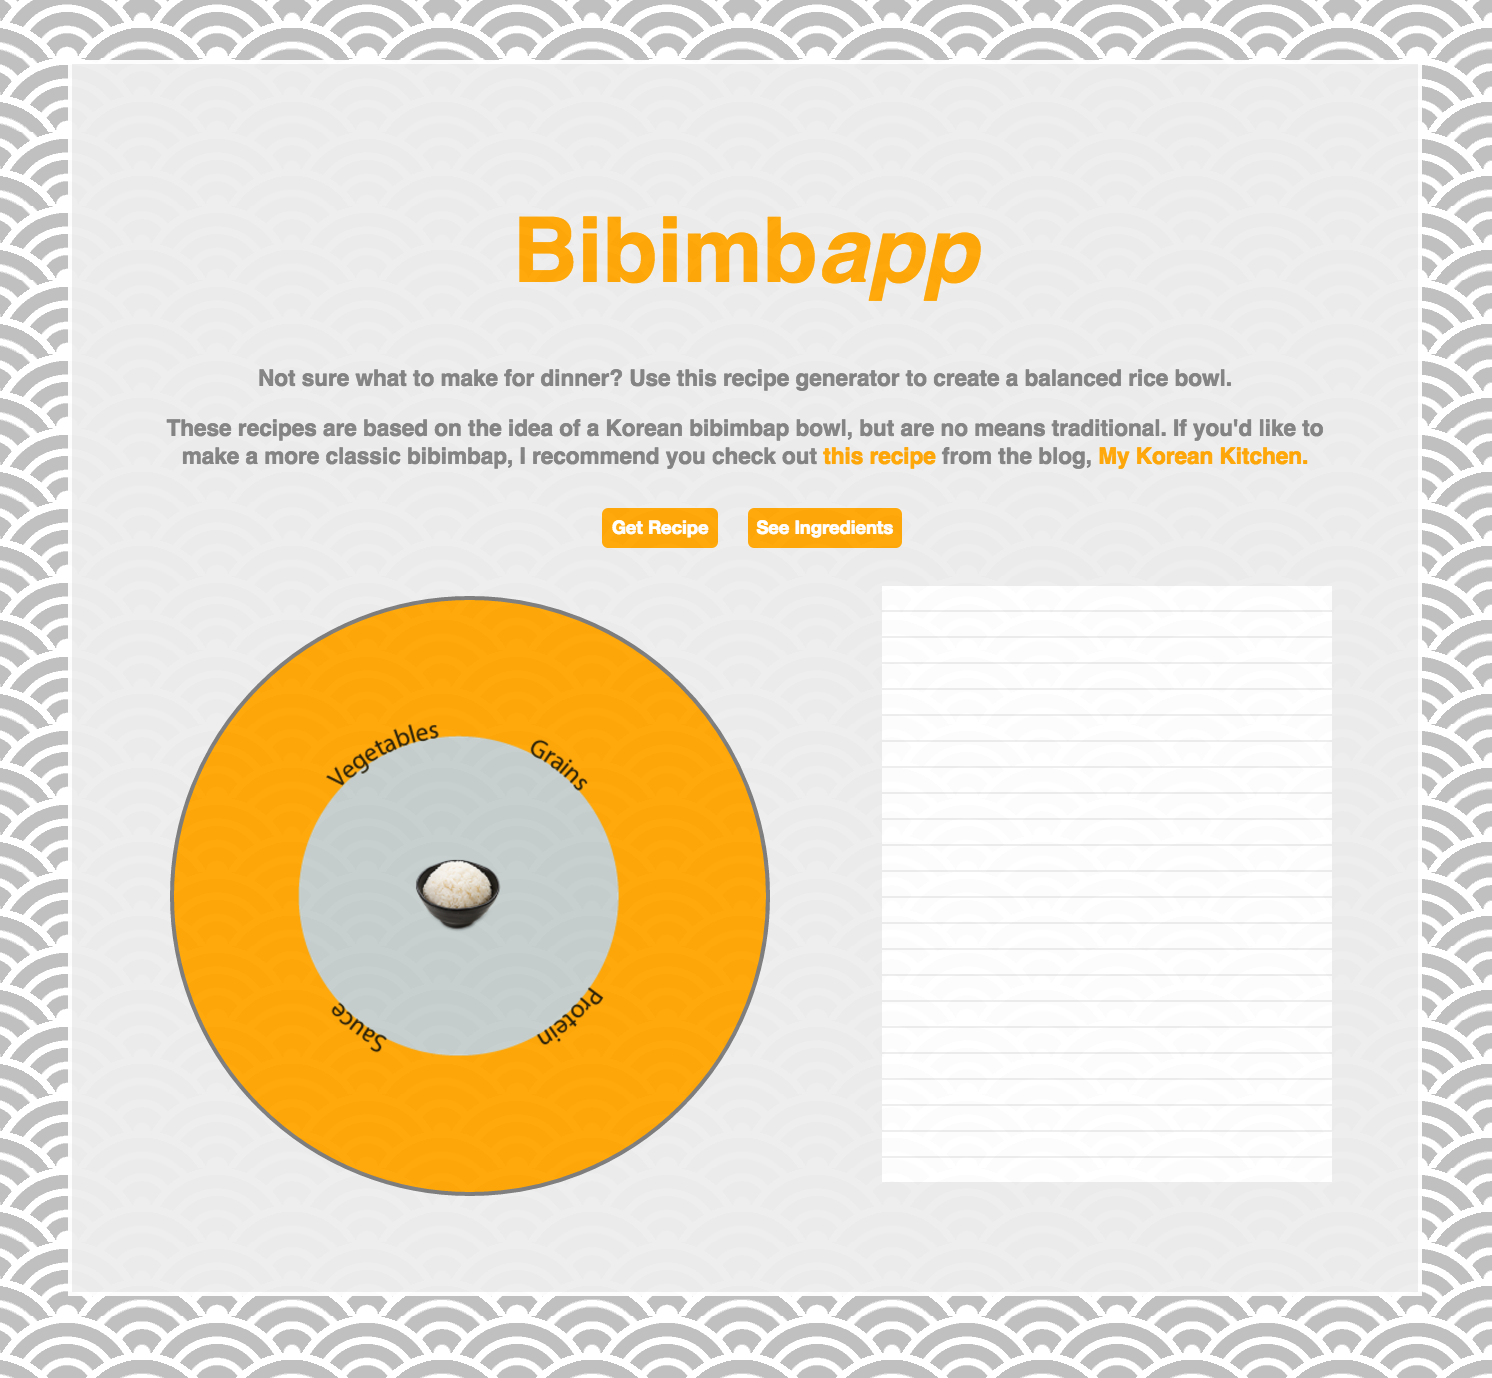 Bibimbapp
Not sure what to make for dinner? Use this recipe generator to create a balanced rice bowl.
These recipes are based on the idea of a Korean bibimbap bowl, but are no means traditional. If you'd like to
make a more classic bibimbap, I recommend you check out this recipe from the blog, My Korean Kitchen.
Get Recipe
See Ingredients
Vegetables
Grains
Sauce
Protein